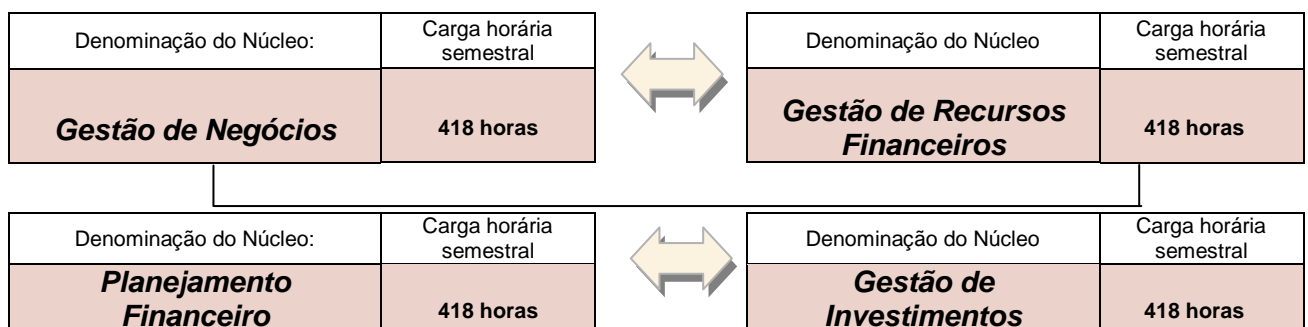 Denominação do Núcleo:
Carga horária
semestral
Gestão de Negócios
418 horas
Denominação do Núcleo
Carga horária
semestral
Gestão de Recursos
Financeiros
418 horas
Denominação do Núcleo:
Carga horária
semestral
Planejamento
Financeiro
418 horas
Denominação do Núcleo
Carga horária
semestral
Gestão de
Investimentos
418 horas